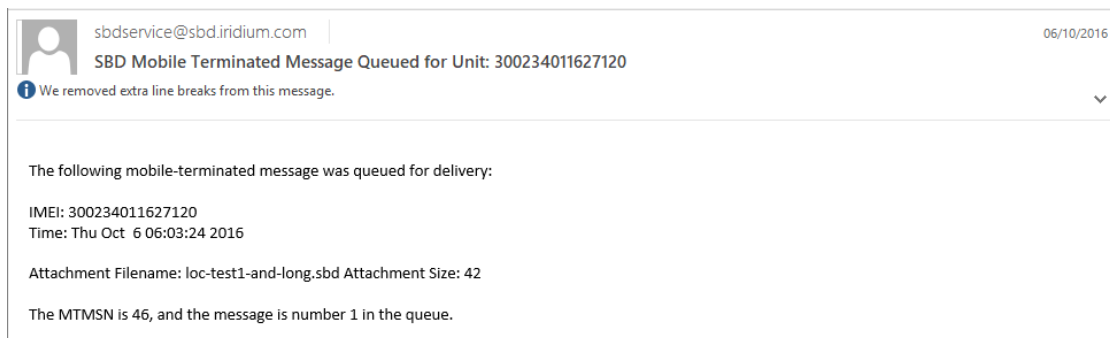 sbdservice@sbd.iridium.com
06/10/2016
SBD Mobile Terminated Message Queued for Unit: 300234011627120
We removed extra line breaks from this message.
The following mobile-terminated message was queued for delivery:
IMEI: 300234011627120
Time: Thu Oct  6 06:03:24 2016
Attachment Filename: loc-test1-and-long.sbd Attachment Size: 42
The MTMSN is 46, and the message is number 1 in the queue.